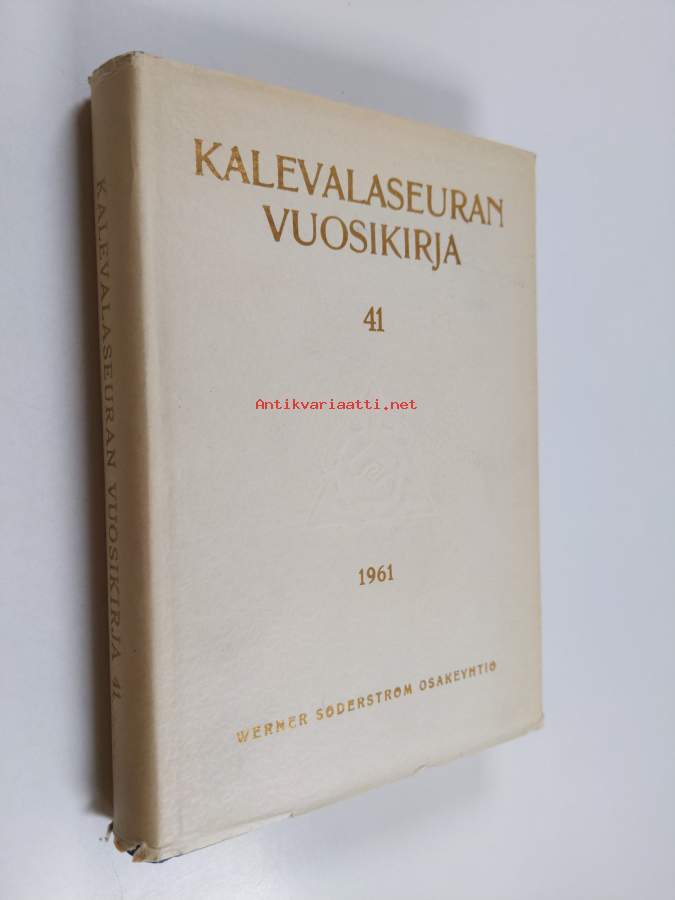 KALEVALASEURAN
VUOSIKIRJA
41
Antikvariaatti.net
1961
WERNER SÖDERSTRÖM OSAKEYHTIÖ
KALEVALASEURAN VUOSIKIRJA 41